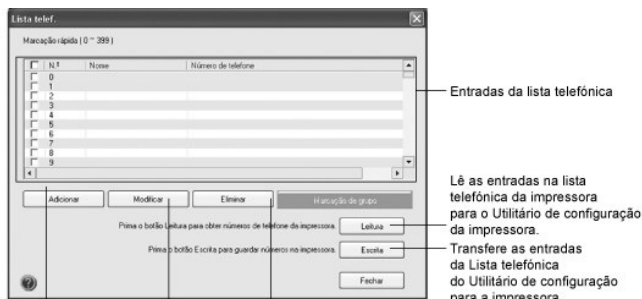 Lista telef.
Marcação rápida ( 0 ~ 399 )
N.º Nome Número de telefone
0
1
2
3
4
5
6
7
8
9
Entradas da lista telefónica
Adicionar Modificar Eliminar Marcação de grupo
Prima o botão Leitura para obter números de telefone da impressora. Leitura
Prima o botão Escrita para guardar números na impressora. Escrita
Fechar
Lê as entradas na lista
telefónica da impressora
para o Utilitário de configuração
da impressora.
Transfere as entradas
da Lista telefónica
do Utilitário de configuração
para a impressora